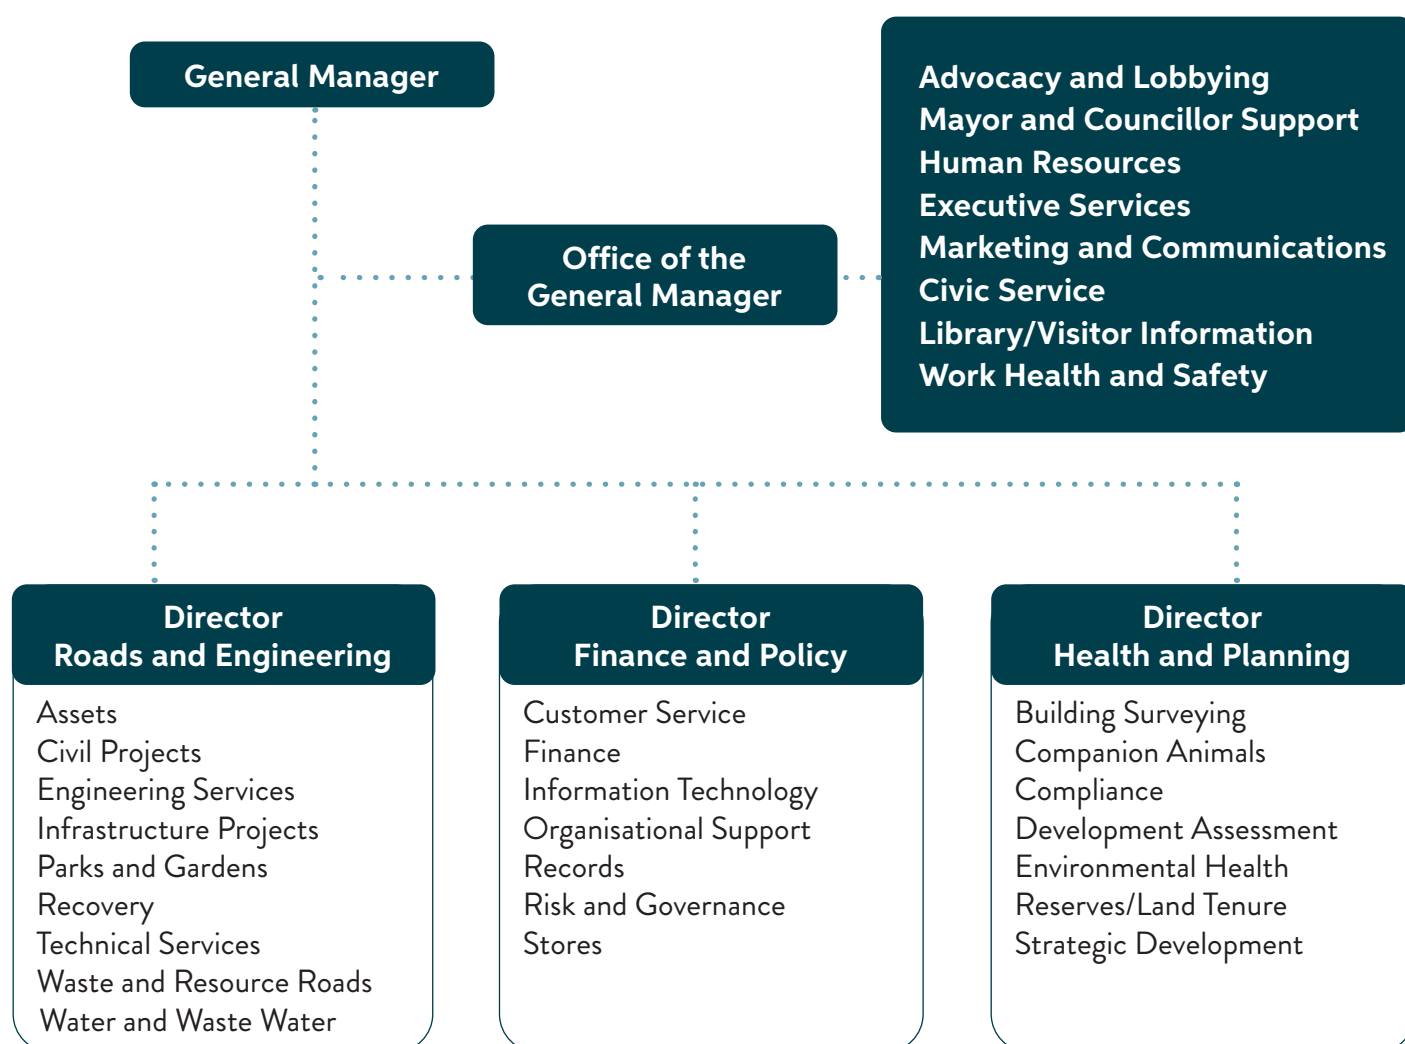 General Manager
Advocacy and Lobbying
Mayor and Councillor Support
Human Resources
Executive Services
Marketing and Communications
Civic Service
Library/Visitor Information
Work Health and Safety
Office of the
General Manager
Director
Roads and Engineering
Assets
Civil Projects
Engineering Services
Infrastructure Projects
Parks and Gardens
Recovery
Technical Services
Waste and Resource Roads
Water and Waste Water
Director
Finance and Policy
Customer Service
Finance
Information Technology
Organisational Support
Records
Risk and Governance
Stores
Director
Health and Planning
Building Surveying
Companion Animals
Compliance
Development Assessment
Environmental Health
Reserves/Land Tenure
Strategic Development